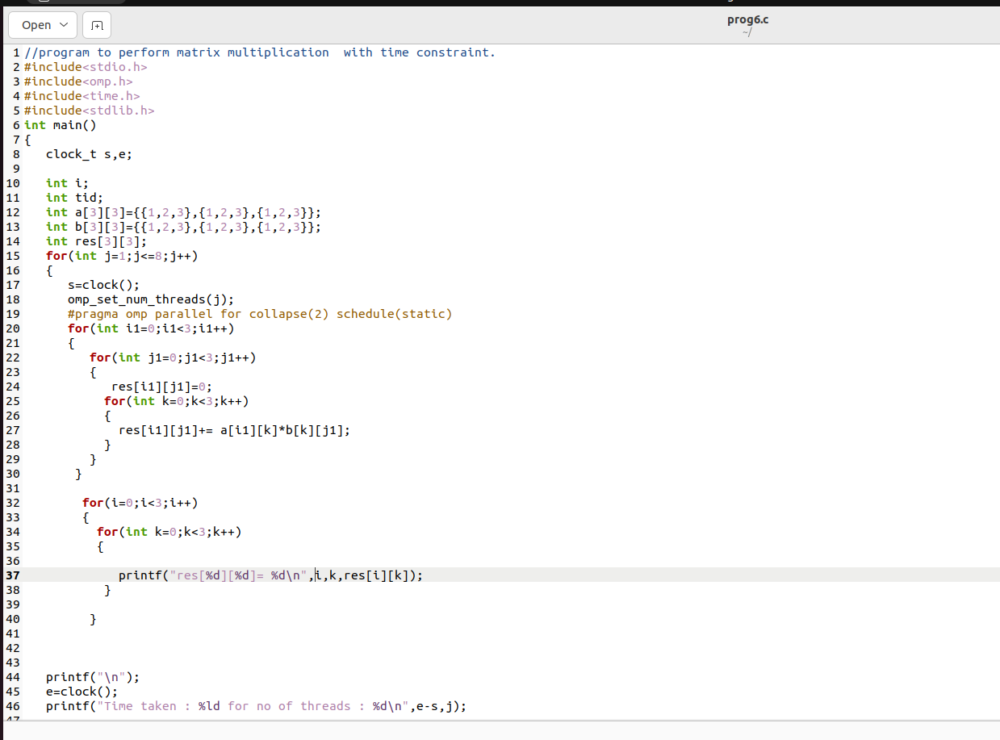 Open
prog6.c
~/
1 //program to perform matrix multiplication  with time constraint.
2 #include<stdio.h>
3 #include<omp.h>
4 #include<time.h>
5 #include<stdlib.h>
6 int main()
7 {
8    clock_t s,e;
9
10    int i;
11    int tid;
12    int a[3][3]={{1,2,3},{1,2,3},{1,2,3}};
13    int b[3][3]={{1,2,3},{1,2,3},{1,2,3}};
14    int res[3][3];
15    for(int j=1;j<=8;j++)
16    {
17       s=clock();
18       omp_set_num_threads(j);
19       #pragma omp parallel for collapse(2) schedule(static)
20       for(int i1=0;i1<3;i1++)
21       {
22          for(int j1=0;j1<3;j1++)
23          {
24             res[i1][j1]=0;
25            for(int k=0;k<3;k++)
26            {
27              res[i1][j1]+= a[i1][k]*b[k][j1];
28            }
29          }
30        }
31
32         for(i=0;i<3;i++)
33         {
34           for(int k=0;k<3;k++)
35           {
36
37              printf("res[%d][%d]= %d\n",i,k,res[i][k]);
38            }
39
40          }
41
42
43
44    printf("\n");
45    e=clock();
46    printf("Time taken : %ld for no of threads : %d\n",e-s,j);
47